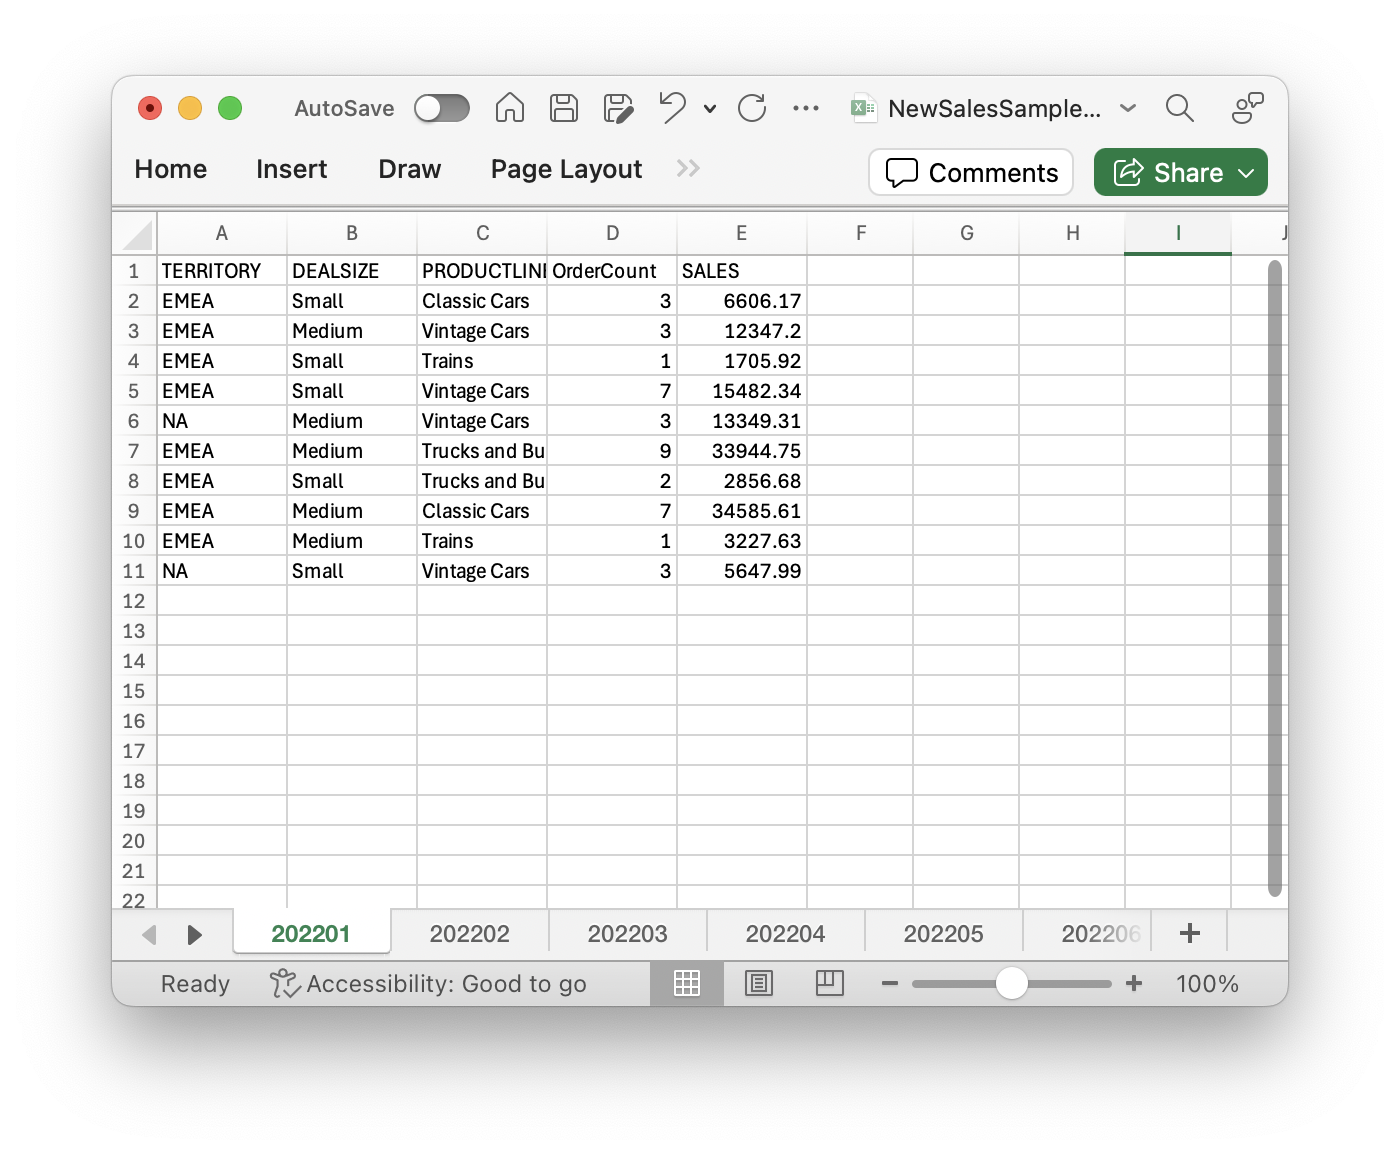 AutoSave NewSalesSample...
Home Insert Draw Page Layout Comments Share
A B C D E F G H I J
1 TERRITORY DEALSIZE PRODUCTLINE OrderCount SALES
2 EMEA Small Classic Cars 3 6606.17
3 EMEA Medium Vintage Cars 3 12347.2
4 EMEA Small Trains 1 1705.92
5 EMEA Small Vintage Cars 7 15482.34
6 NA Medium Vintage Cars 3 13349.31
7 EMEA Medium Trucks and Bu 9 33944.75
8 EMEA Small Trucks and Bu 2 2856.68
9 EMEA Medium Classic Cars 7 34585.61
10 EMEA Medium Trains 1 3227.63
11 NA Small Vintage Cars 3 5647.99
12
13
14
15
16
17
18
19
20
21
22
202201 202202 202203 202204 202205 202206
Ready Accessibility: Good to go 100%